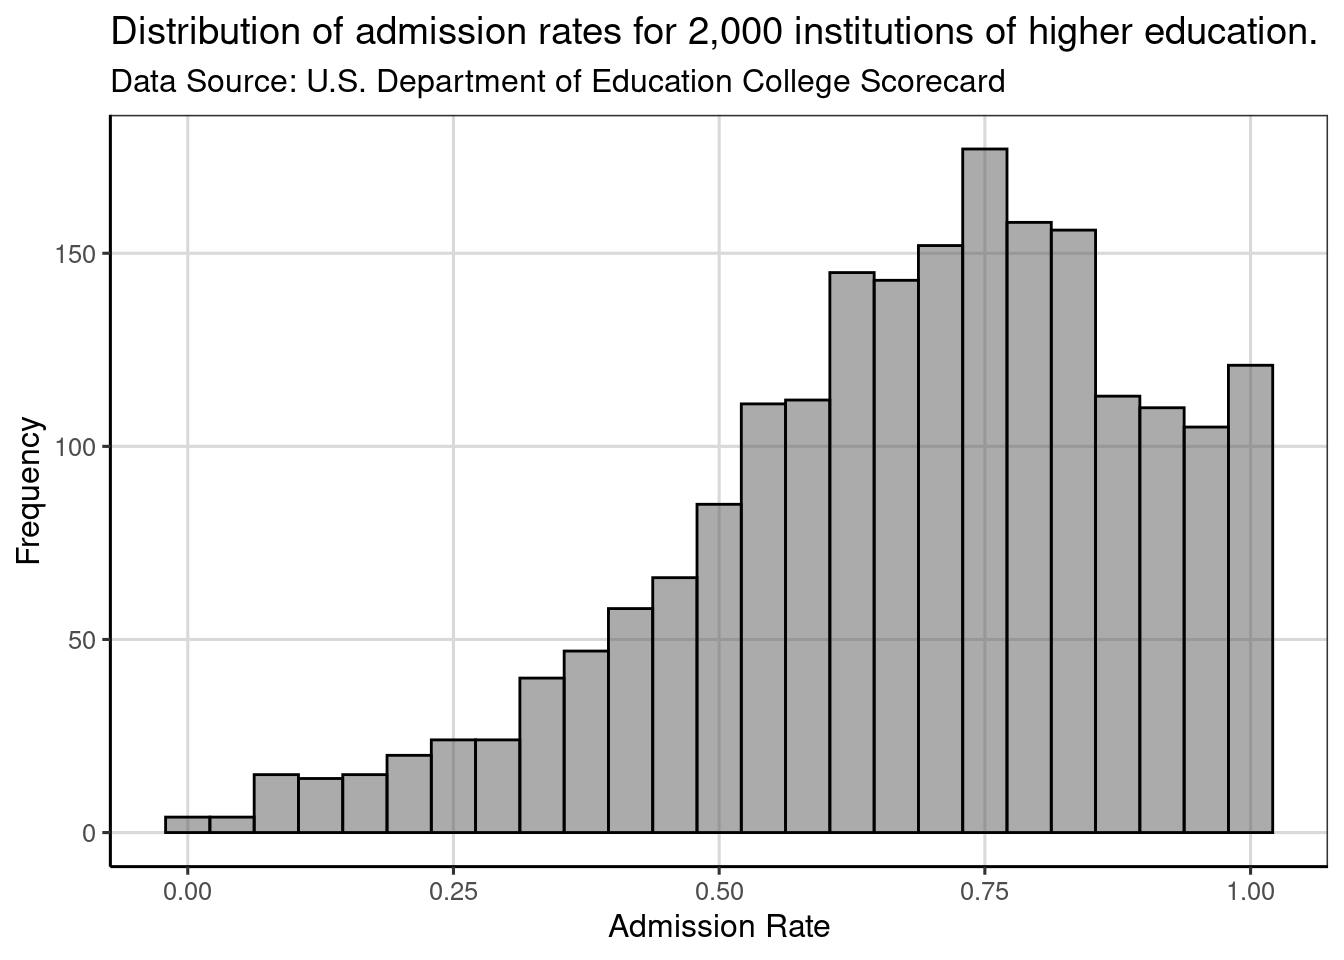 Distribution of admission rates for 2,000 institutions of higher education.
Data Source: U.S. Department of Education College Scorecard
150
100
50
0
Frequency
0.00 0.25 0.50 0.75 1.00
Admission Rate